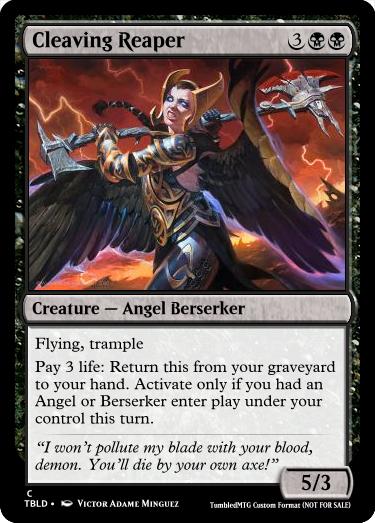 Cleaving Reaper 3
Creature — Angel Berserker
Flying, trample
Pay 3 life: Return this from your graveyard
to your hand. Activate only if you had an
Angel or Berserker enter play under your
control this turn.
“I won't pollute my blade with your blood,
demon. You'll die by your own axe!”
5/3
C
TBLD • Victor Adame Minguez
TumbledMTG Custom Format (NOT FOR SALE)